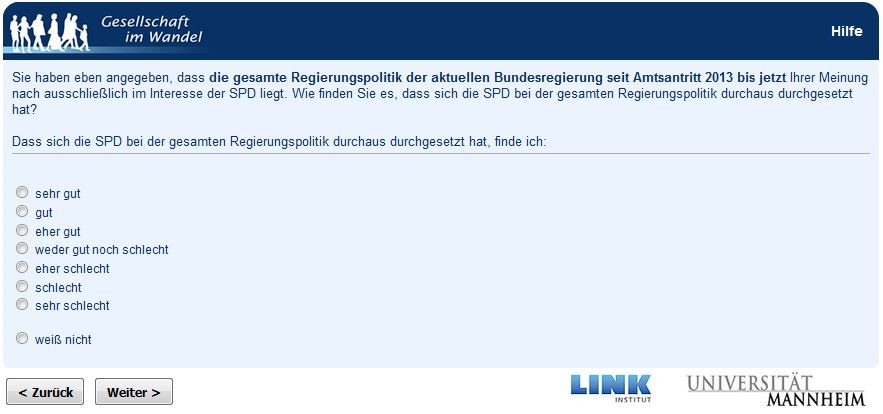 Gesellschaft
im Wandel
Hilfe
Sie haben eben angegeben, dass die gesamte Regierungspolitik der aktuellen Bundesregierung seit Amtsantritt 2013 bis jetzt Ihrer Meinung
nach ausschließlich im Interesse der SPD liegt. Wie finden Sie es, dass sich die SPD bei der gesamten Regierungspolitik durchaus durchgesetzt
hat?
Dass sich die SPD bei der gesamten Regierungspolitik durchaus durchgesetzt hat, finde ich:
sehr gut
gut
eher gut
weder gut noch schlecht
eher schlecht
schlecht
sehr schlecht
weiß nicht
< Zurück
Weiter >
LINK
INSTITUT
UNIVERSITÄT
MANNHEIM